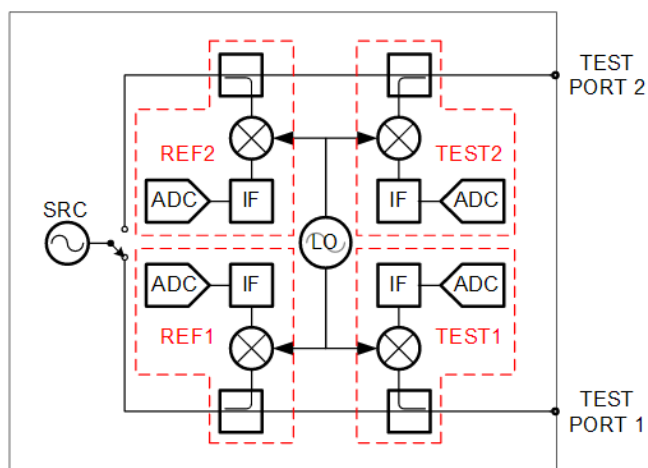 TEST
PORT 2
REF2
TEST2
ADC
IF
IF
ADC
SRC
LO
ADC
IF
IF
ADC
REF1
TEST1
TEST
PORT 1